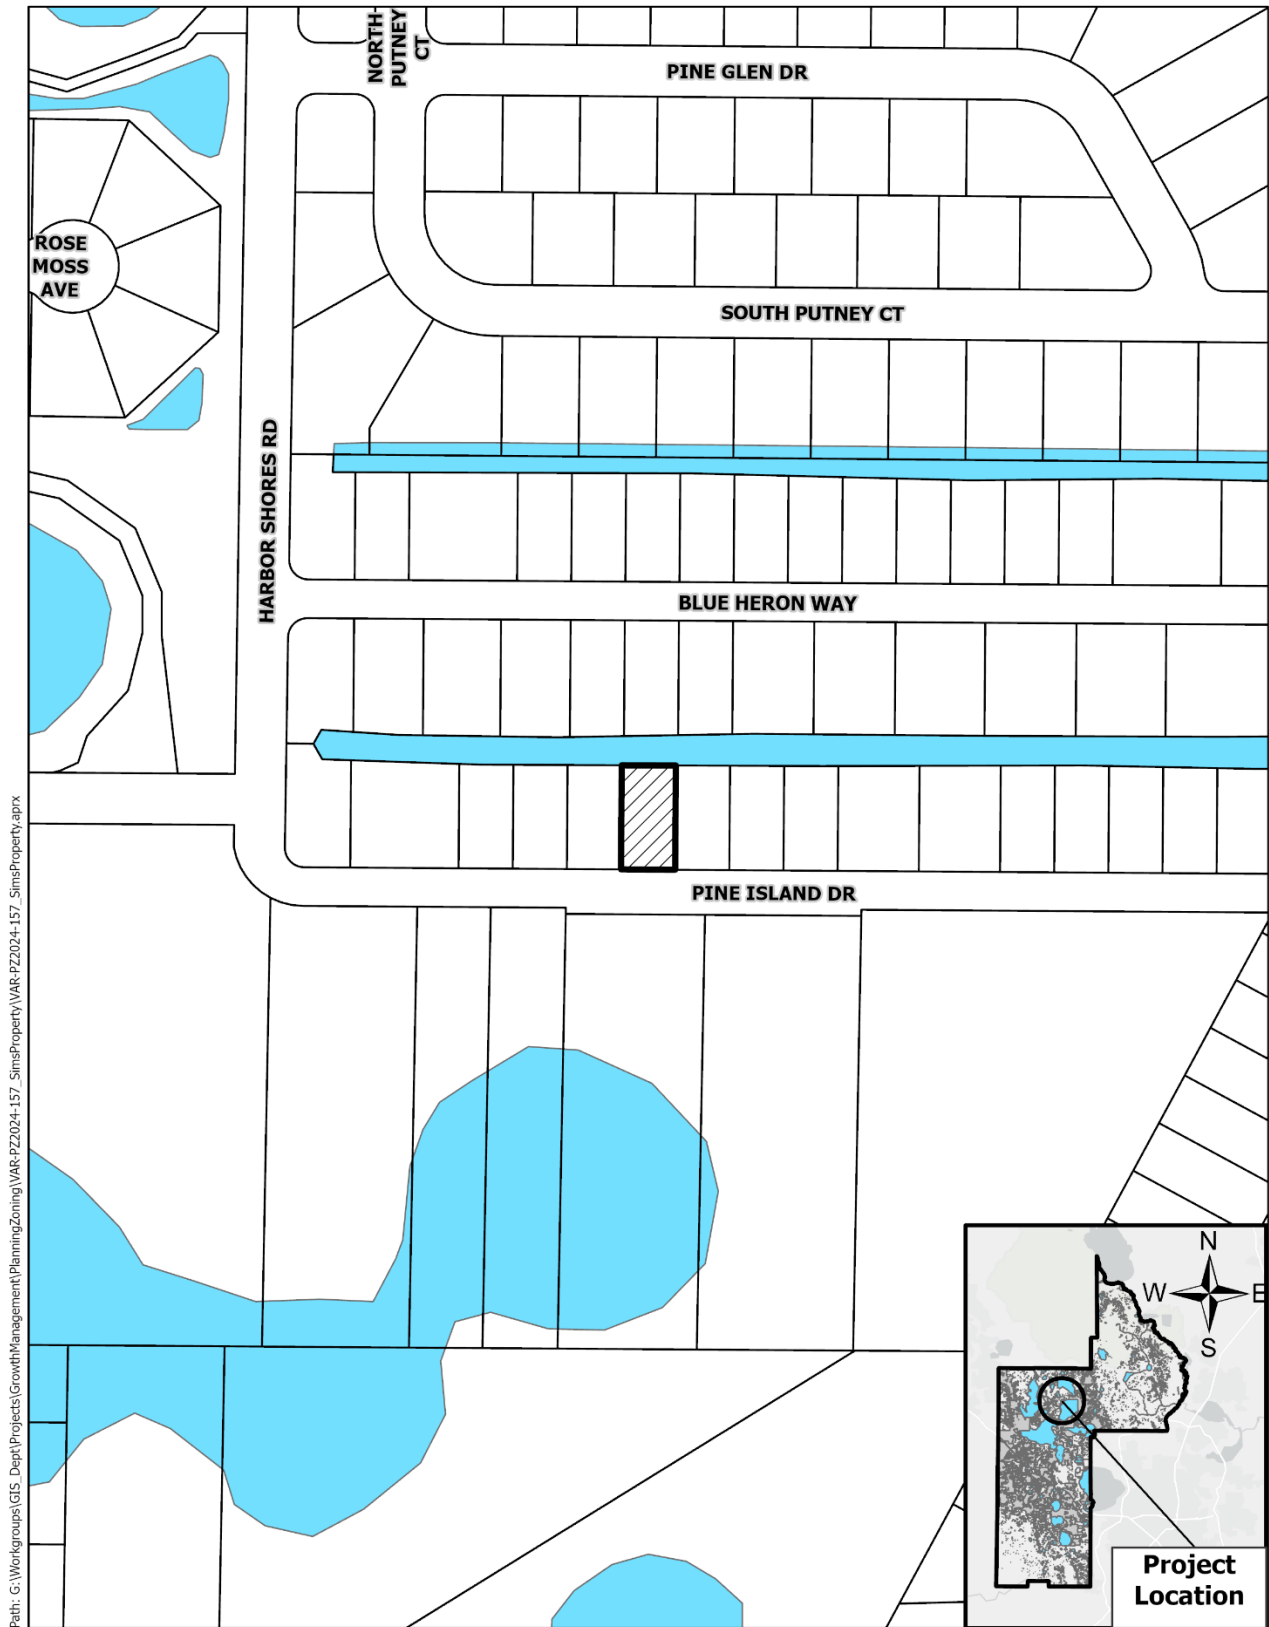 NORTH-
PUTNEY
CT
PINE GLEN DR
ROSE
MOSS
AVE
SOUTH PUTNEY CT
HARBOR SHORES RD
BLUE HERON WAY
PINE ISLAND DR
Path: G:\Workgroups\GIS_Dept\Projects\GrowthManagement\PlanningZoning\VAR-PZ2024-157_SimsProperty\VAR-PZ2024-157_SimsProperty.aprx
N
W
E
S
Project
Location